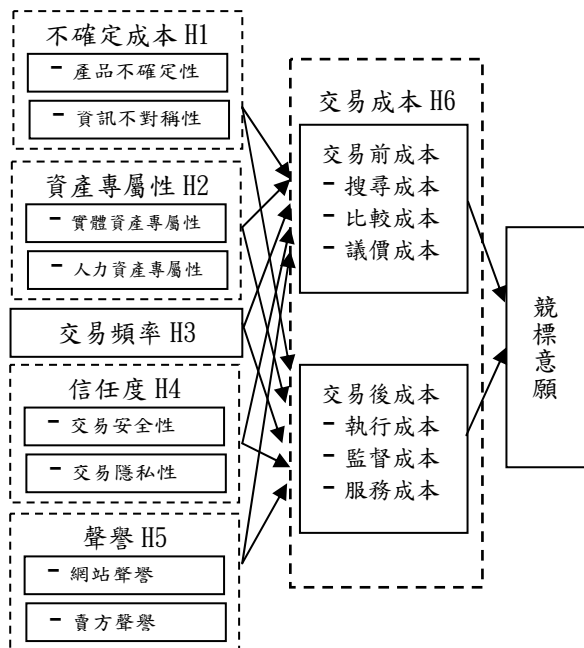 不確定成本 H1
- 產品不確定性
- 資訊不對稱性
資產專屬性 H2
- 實體資產專屬性
- 人力資產專屬性
交易頻率 H3
信任度 H4
- 交易安全性
- 交易隱私性
聲譽 H5
- 網站聲譽
- 賣方聲譽
交易成本 H6
交易前成本
- 搜尋成本
- 比較成本
- 議價成本
交易後成本
- 執行成本
- 監督成本
- 服務成本
競標意願